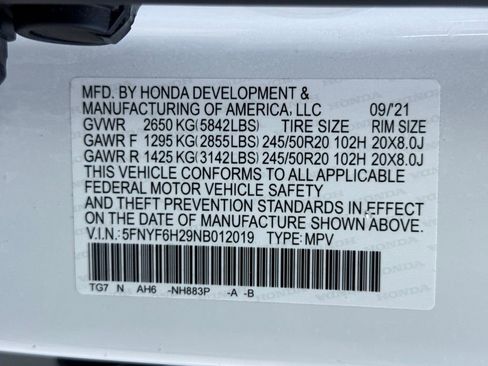 MFD. BY HONDA DEVELOPMENT &
MANUFACTURING OF AMERICA, LLC 09/21
GVWR 2650 KG(5842LBS) TIRE SIZE RIM SIZE
GAWR F 1295 KG(2855LBS) 245/50R20 102H 20X8.0J
GAWR R 1425 KG(3142LBS) 245/50R20 102H 20X8.0J
THIS VEHICLE CONFORMS TO ALL APPLICABLE
FEDERAL MOTOR VEHICLE SAFETY
AND THEFT PREVENTION STANDARDS IN EFFECT
ON THE DATE OF MANUFACTURE SHOWN ABOVE.
V.I.N.:5FNYF6H29NB012019 TYPE: MPV
TG7 N AH6 -NH883P -A -B